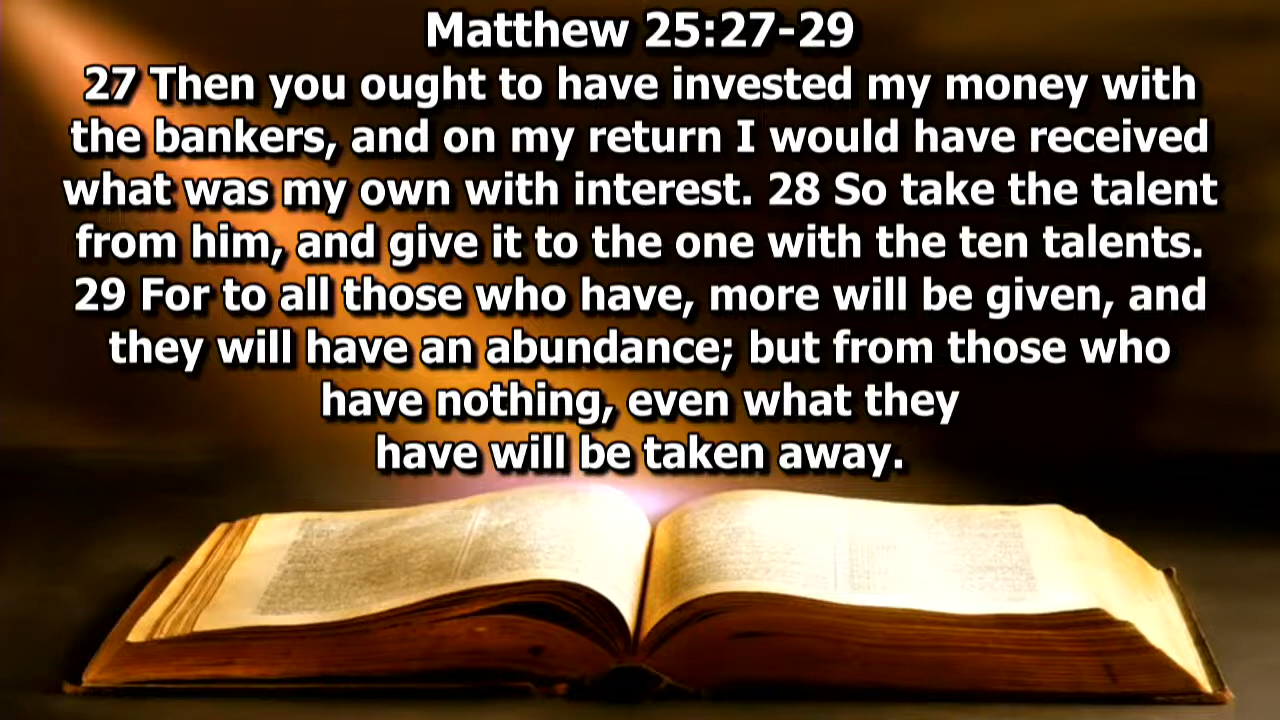 Matthew 25:27-29
27 Then you ought to have invested my money with
the bankers, and on my return I would have received
what was my own with interest. 28 So take the talent
from him, and give it to the one with the ten talents.
29 For to all those who have, more will be given, and
they will have an abundance; but from those who
have nothing, even what they
have will be taken away.